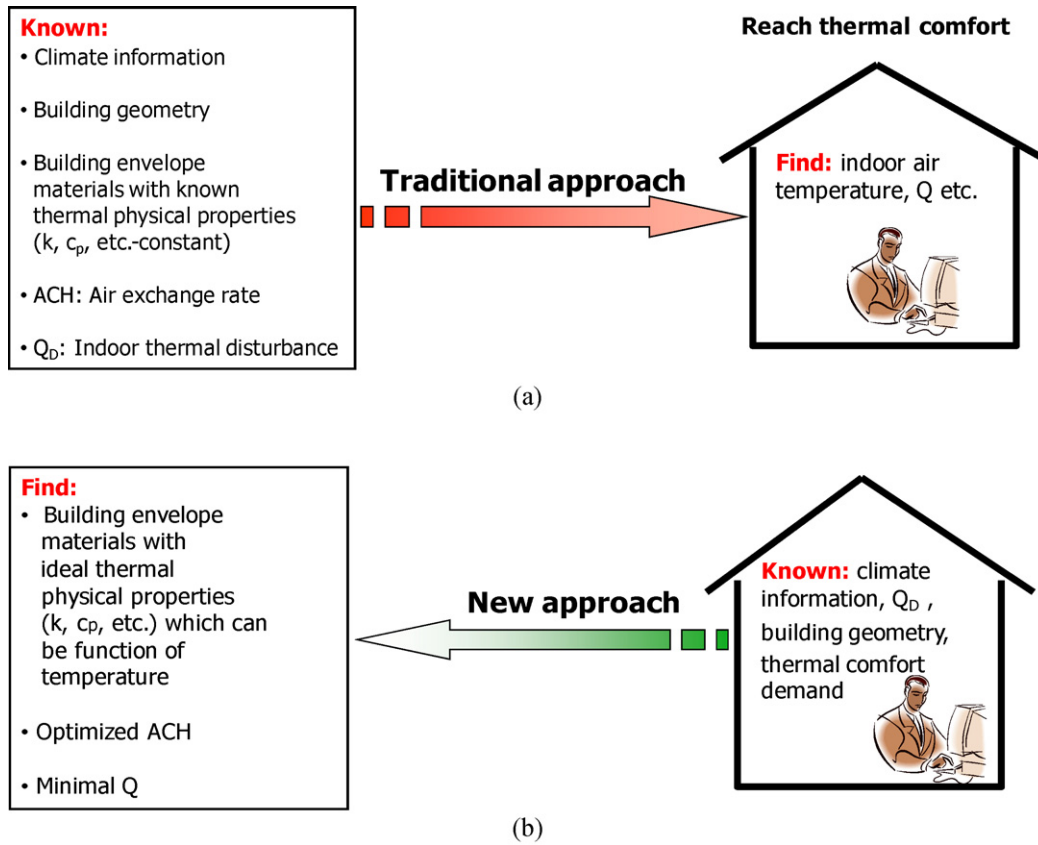 Known:
• Climate information
• Building geometry
• Building envelope
materials with known
thermal physical properties
(k, cp, etc.-constant)
• ACH: Air exchange rate
• QD: Indoor thermal disturbance
Traditional approach
Reach thermal comfort
Find: indoor air
temperature, Q etc.
(a)
Find:
• Building envelope
materials with
ideal thermal
physical properties
(k, cp, etc.) which can
be function of
temperature
• Optimized ACH
• Minimal Q
New approach
Known: climate
information, QD ,
building geometry,
thermal comfort
demand
(b)